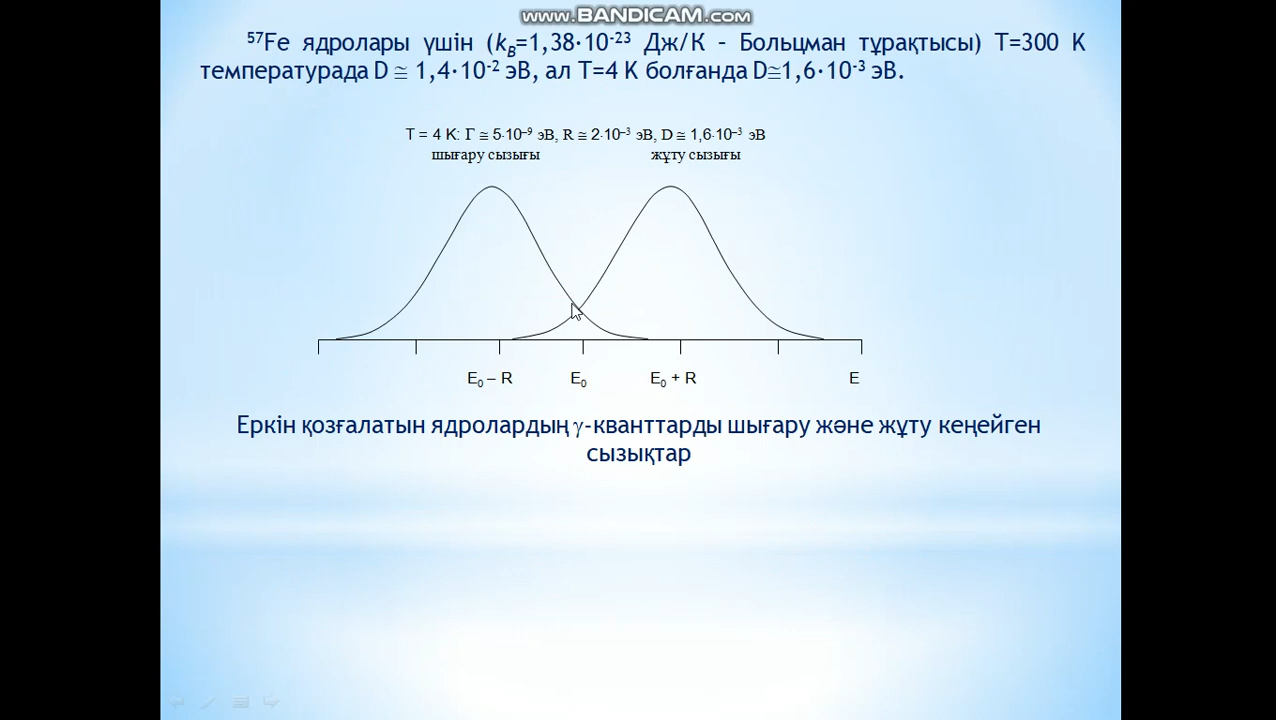 www.BANDICAM.com
⁵⁷Fe ядролары үшін (k_B=1,38·10⁻²³ Дж/К – Больцман тұрақтысы) T=300 K
температурада D ≅ 1,4·10⁻² эВ, ал T=4 K болғанда D≅1,6·10⁻³ эВ.
T = 4 K: Γ ≅ 5·10⁻⁹ эВ, R ≅ 2·10⁻³ эВ, D ≅ 1,6·10⁻³ эВ
шығару сызығы жұту сызығы
E₀ – R E₀ E₀ + R E
Еркін қозғалатын ядролардың γ-кванттарды шығару және жұту кеңейген
сызықтар